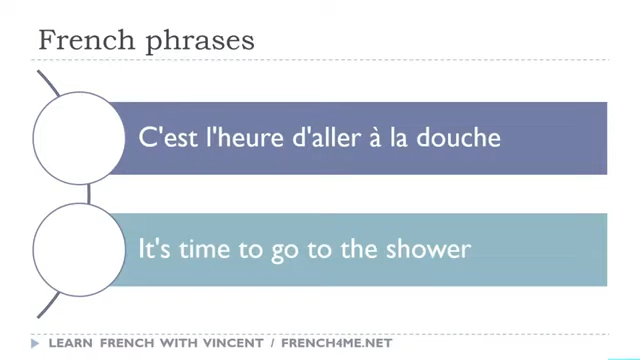 French phrases
C'est l'heure d'aller à la douche
It's time to go to the shower
LEARN FRENCH WITH VINCENT / FRENCH4ME.NET